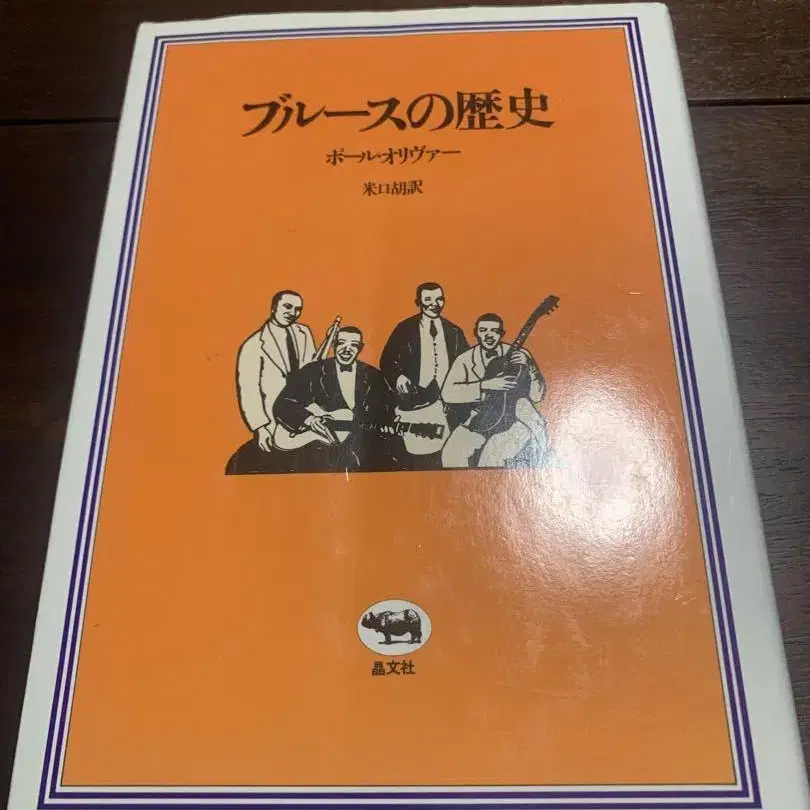 ブルースの歴史
ポール・オリヴァー
米口胡訳
晶文社